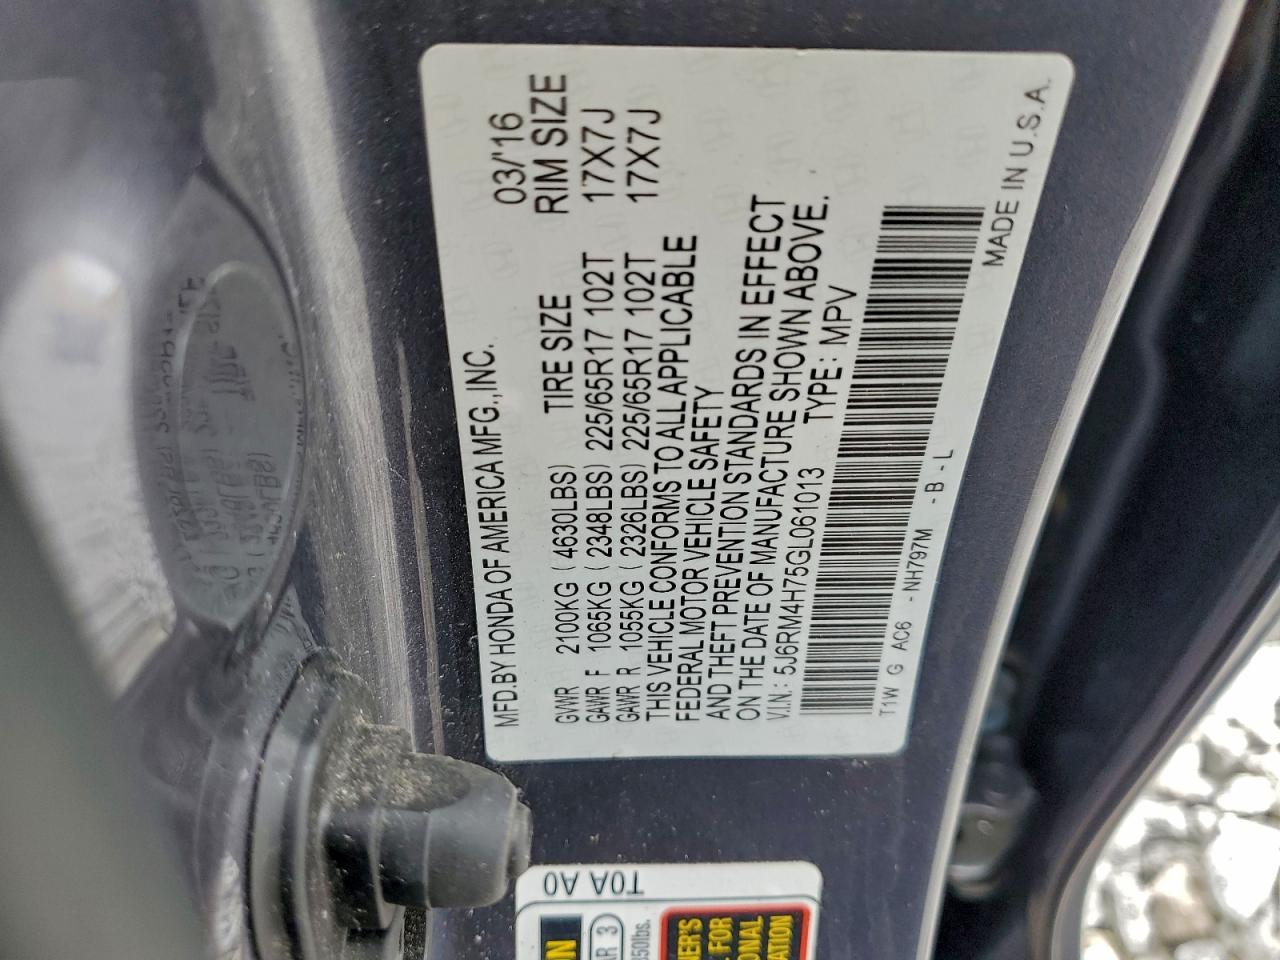 MFD.BY HONDA OF AMERICA MFG.,INC. 03/'16
GVWR 2100KG ( 4630LBS) TIRE SIZE RIM SIZE
GAWR F 1065KG ( 2348LBS) 225/65R17 102T 17X7J
GAWR R 1055KG ( 2326LBS) 225/65R17 102T 17X7J
THIS VEHICLE CONFORMS TO ALL APPLICABLE
FEDERAL MOTOR VEHICLE SAFETY
AND THEFT PREVENTION STANDARDS IN EFFECT
ON THE DATE OF MANUFACTURE SHOWN ABOVE.
V.I.N.: 5J6RM4H75GL061013 TYPE : MPV
T1W G AC6 - NH797M - B - L
MADE IN U.S.A.
T0A A0